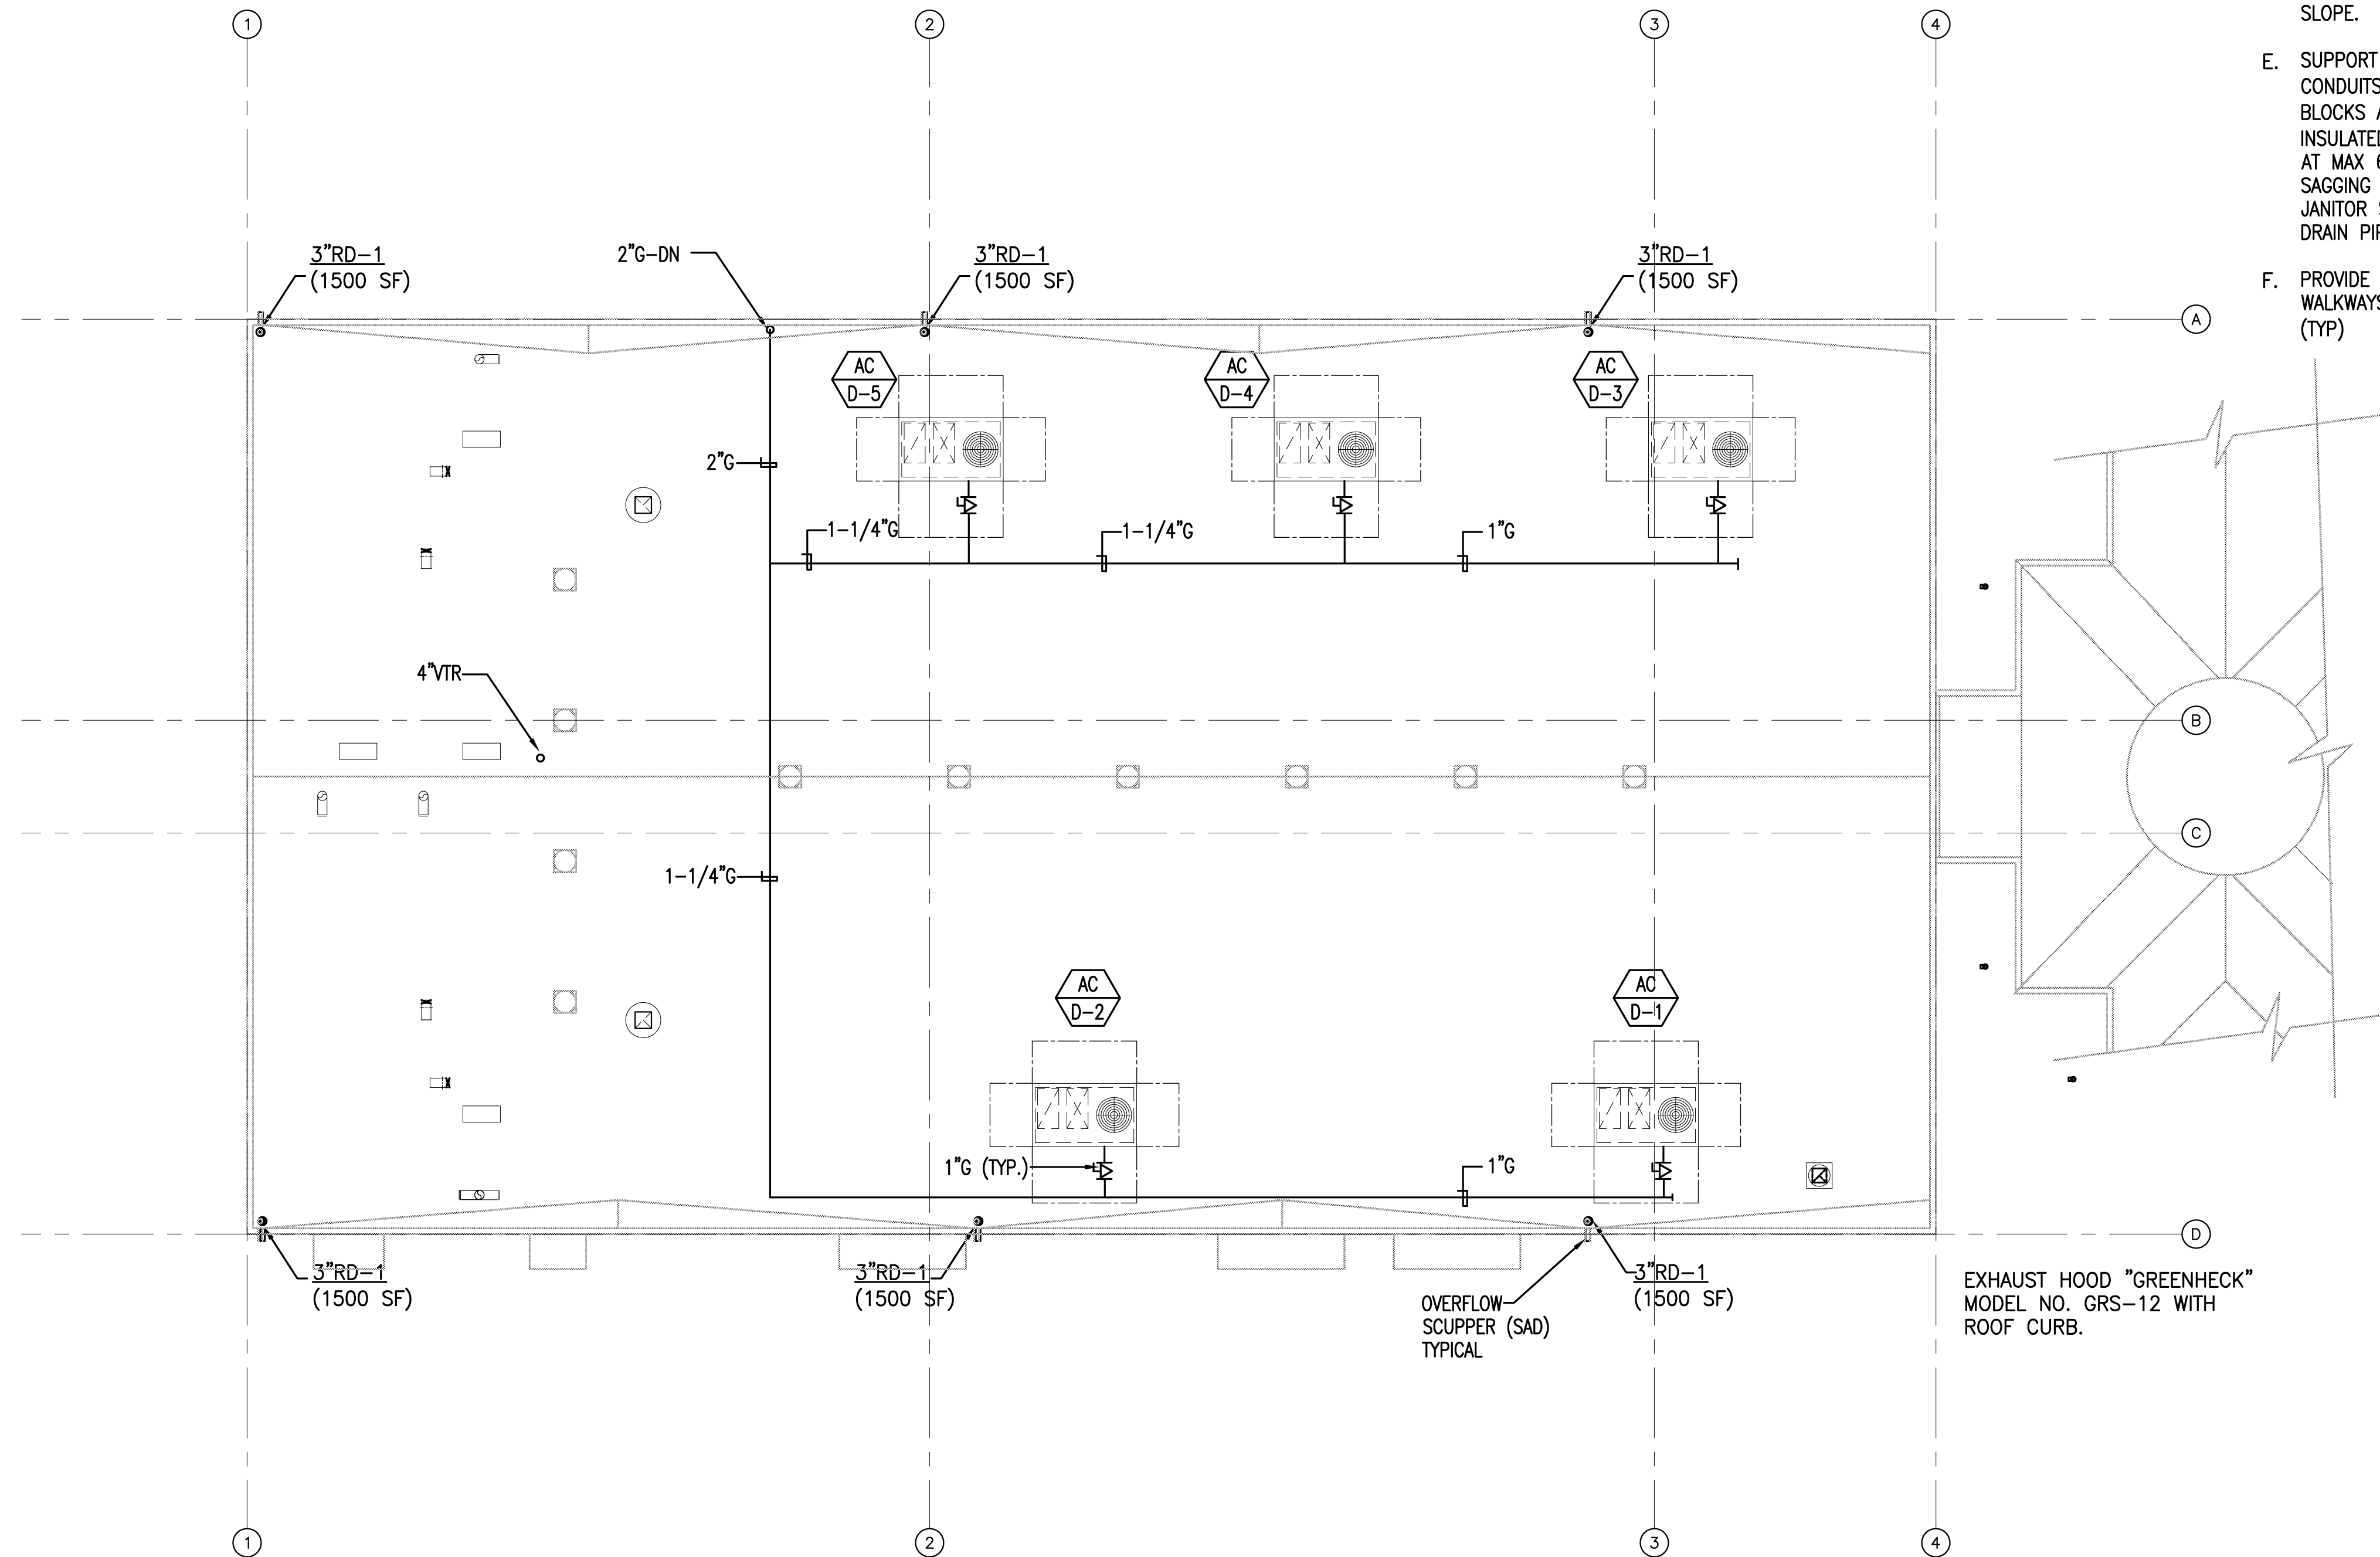 1
2
3
4
SLOPE.
E. SUPPORT
CONDUITS
BLOCKS
INSULATED
AT MAX
SAGGING
JANITOR
DRAIN
F. PROVIDE
WALKWAYS
(TYP)
3"RD-1
(1500 SF)
2"G-DN
3"RD-1
(1500 SF)
3"RD-1
(1500 SF)
A
AC
D-5
AC
D-4
AC
D-3
2"G
1-1/4"G
1-1/4"G
1"G
4"VTR
B
C
1-1/4"G
AC
D-2
AC
D-1
1"G (TYP.)
1"G
D
3"RD-1
(1500 SF)
3"RD-1
(1500 SF)
OVERFLOW
SCUPPER (SAD)
TYPICAL
3"RD-1
(1500 SF)
EXHAUST HOOD "GREENHECK"
MODEL NO. GRS-12 WITH
ROOF CURB.
1
2
3
4